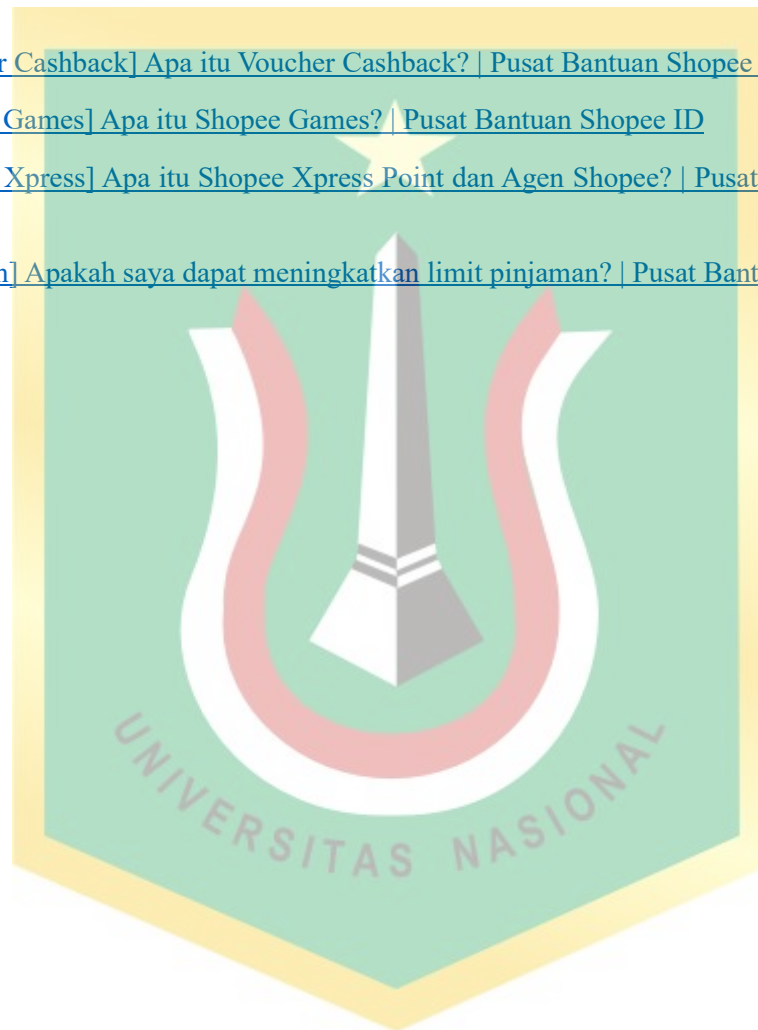 Cashback] Apa itu Voucher Cashback? | Pusat Bantuan Shopee
Games] Apa itu Shopee Games? | Pusat Bantuan Shopee ID
Xpress] Apa itu Shopee Xpress Point dan Agen Shopee? | Pusat
] Apakah saya dapat meningkatkan limit pinjaman? | Pusat Bant
UNIVERSITAS NASIONAL